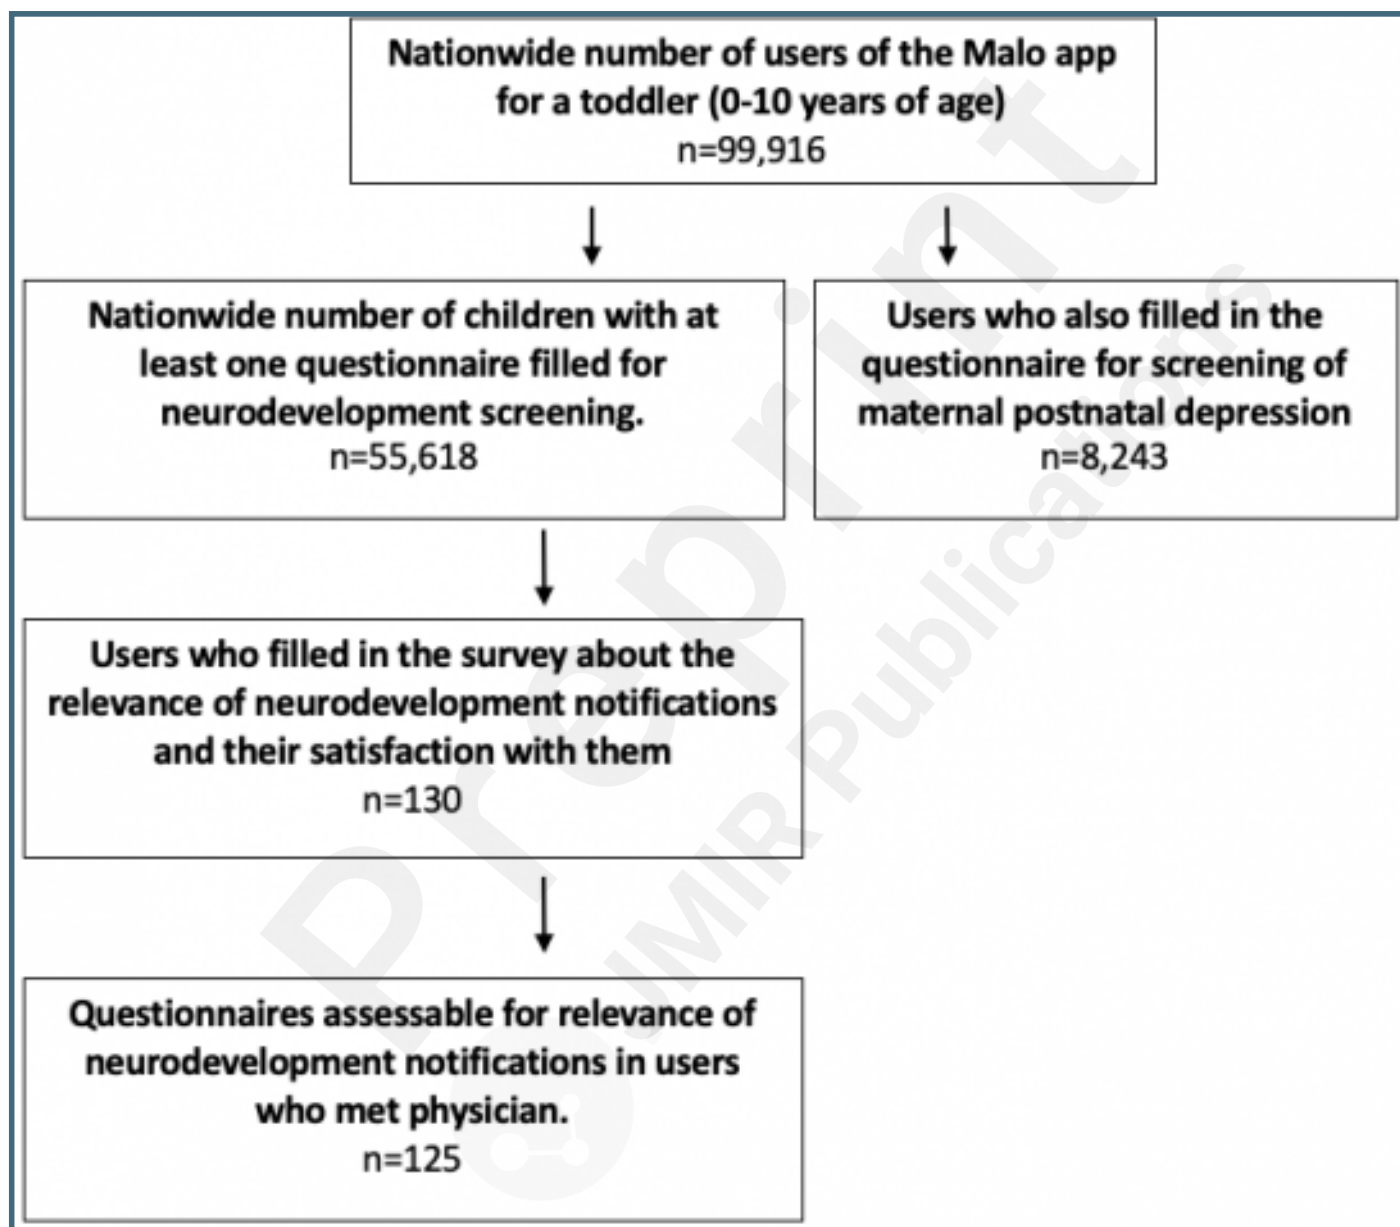 Nationwide number of users of the Malo app
for a toddler (0-10 years of age)
n=99,916
Nationwide number of children with at
least one questionnaire filled for
neurodevelopment screening.
n=55,618
Users who also filled in the
questionnaire for screening of
maternal postnatal depression
n=8,243
Users who filled in the survey about the
relevance of neurodevelopment notifications
and their satisfaction with them
n=130
Questionnaires assessable for relevance of
neurodevelopment notifications in users
who met physician.
n=125
Preprint
JMIR Publications